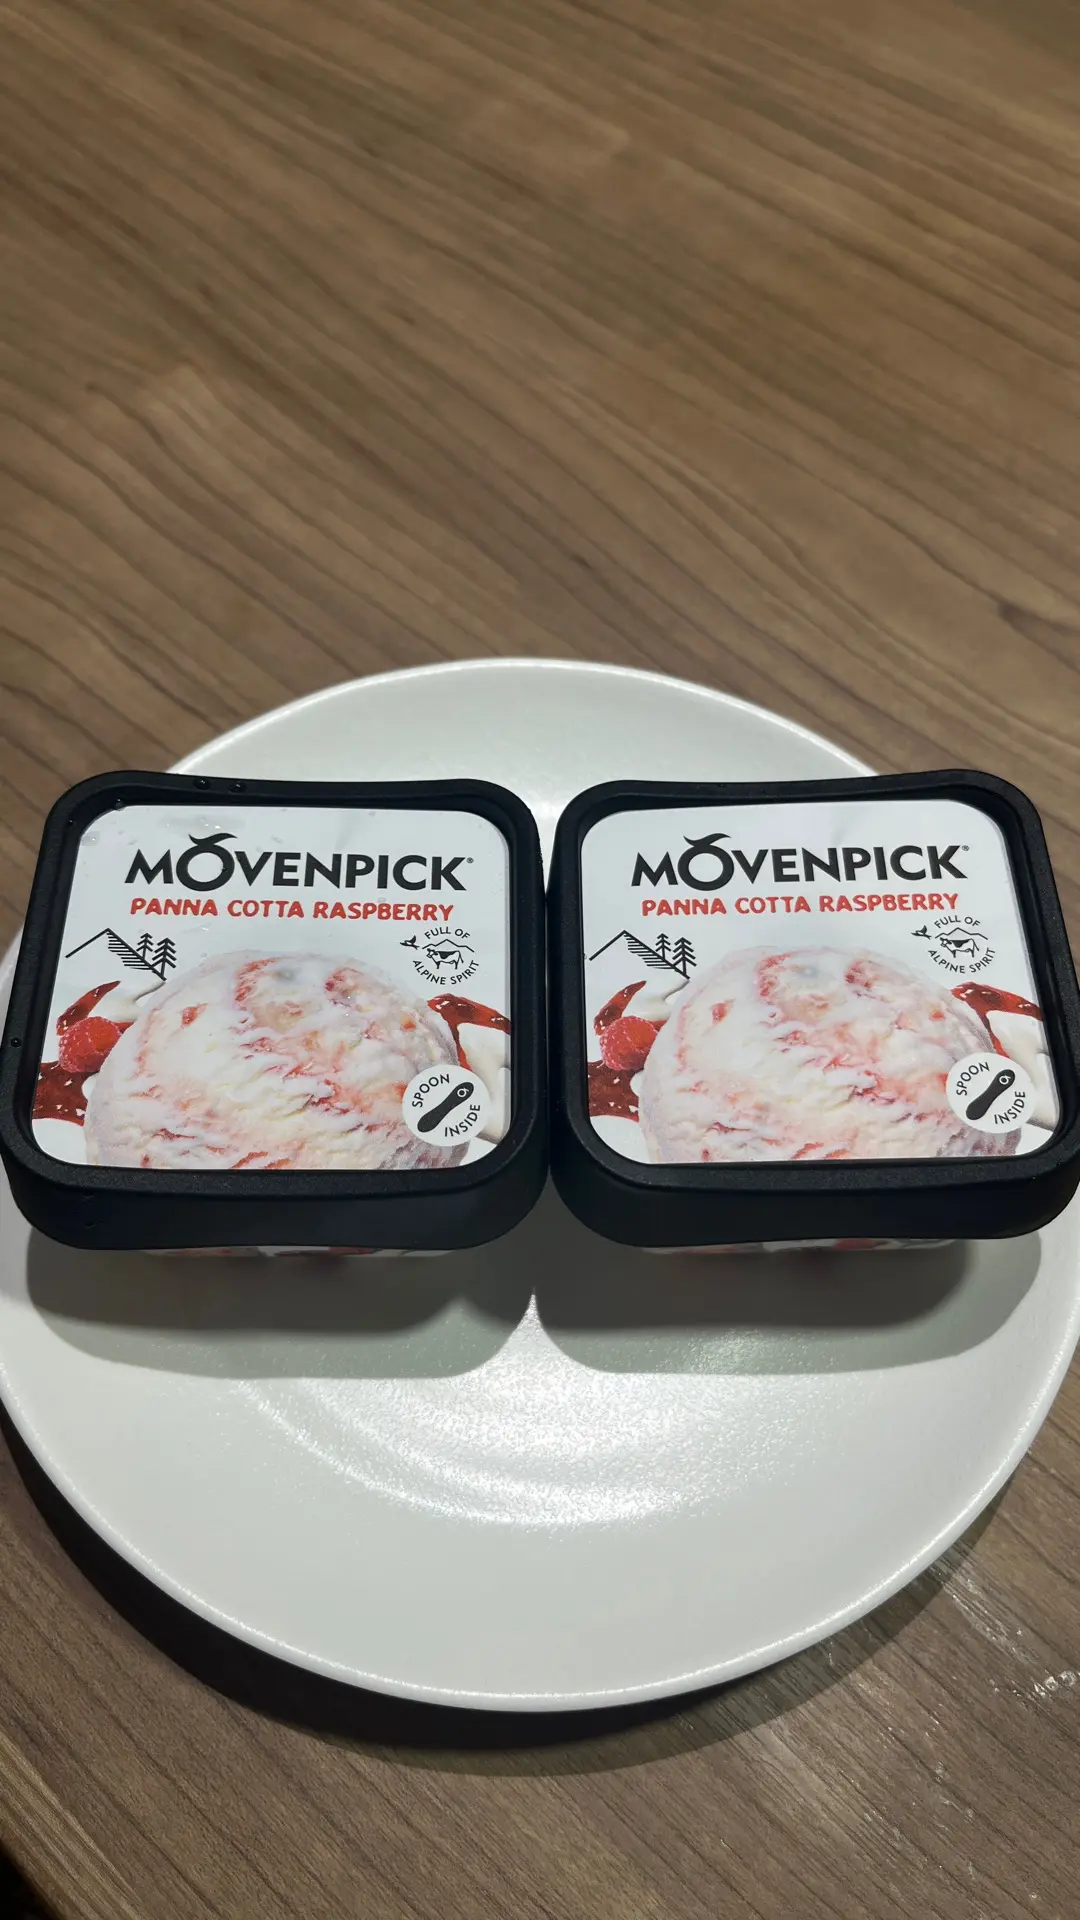 MÖVENPICK®
PANNA COTTA RASPBERRY
FULL OF
ALPINE SPIRIT
SPOON
INSIDE
MÖVENPICK®
PANNA COTTA RASPBERRY
FULL OF
ALPINE SPIRIT
SPOON
INSIDE